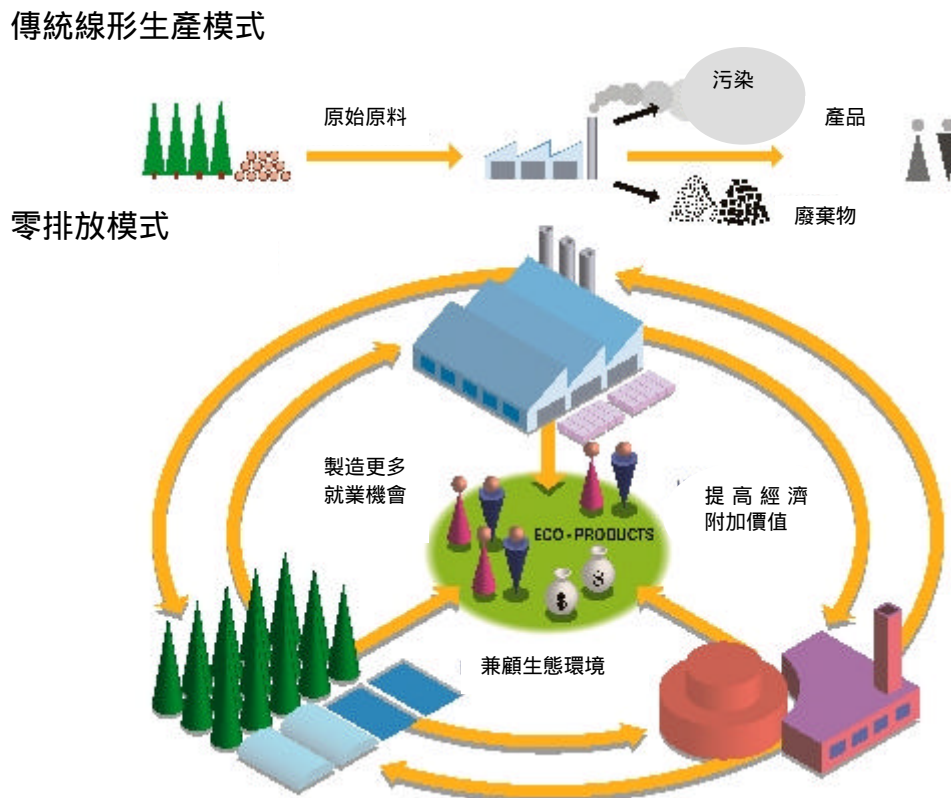 傳統線形生產模式
污染
原始原料
產品
廢棄物
零排放模式
製造更多
就業機會
提高經濟
附加價值
ECO-PRODUCTS
$
$
兼顧生態環境